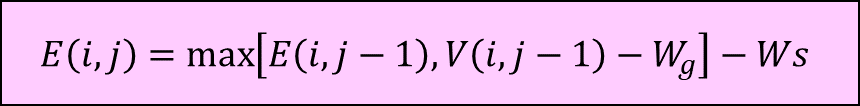 E(i,j) = max[E(i,j − 1),V(i,j − 1) − W_g] − Ws